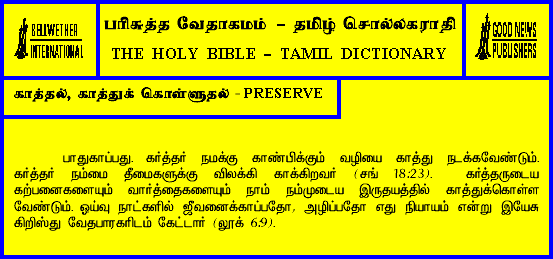 BELLWETHER
INTERNATIONAL
பரிசுத்த வேதாகமம் - தமிழ் சொல்லகராதி
THE HOLY BIBLE - TAMIL DICTIONARY
GOOD NEWS
PUBLISHERS
காத்தல், காத்துக் கொள்ளுதல் - PRESERVE
பாதுகாப்பது. கர்த்தர் நமக்கு காண்பிக்கும் வழியை காத்து நடக்கவேண்டும்.
கர்த்தர் நம்மை தீமைகளுக்கு விலக்கி காக்கிறவர் (சங் 18:23). கர்த்தருடைய
கற்பனைகளையும் வார்த்தைகளையும் நாம் நம்முடைய இருதயத்தில் காத்துக்கொள்ள
வேண்டும். ஓய்வு நாட்களில் ஜீவனைக்காப்பதோ, அழிப்பதோ எது நியாயம் என்று இயேசு
கிறிஸ்து வேதபாரகரிடம் கேட்டார் (லூக் 6:9).